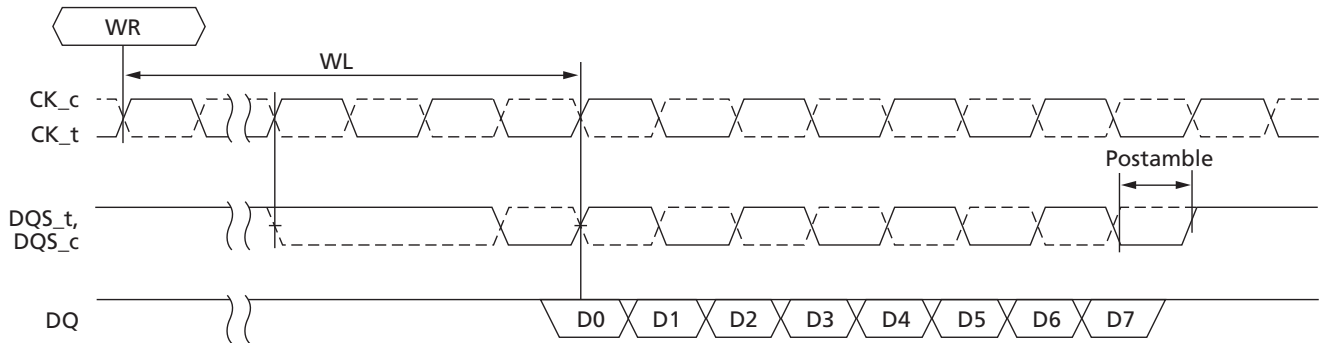 WR
WL
CK_c
CK_t
Postamble
DQS_t,
DQS_c
DQ
D0 D1 D2 D3 D4 D5 D6 D7